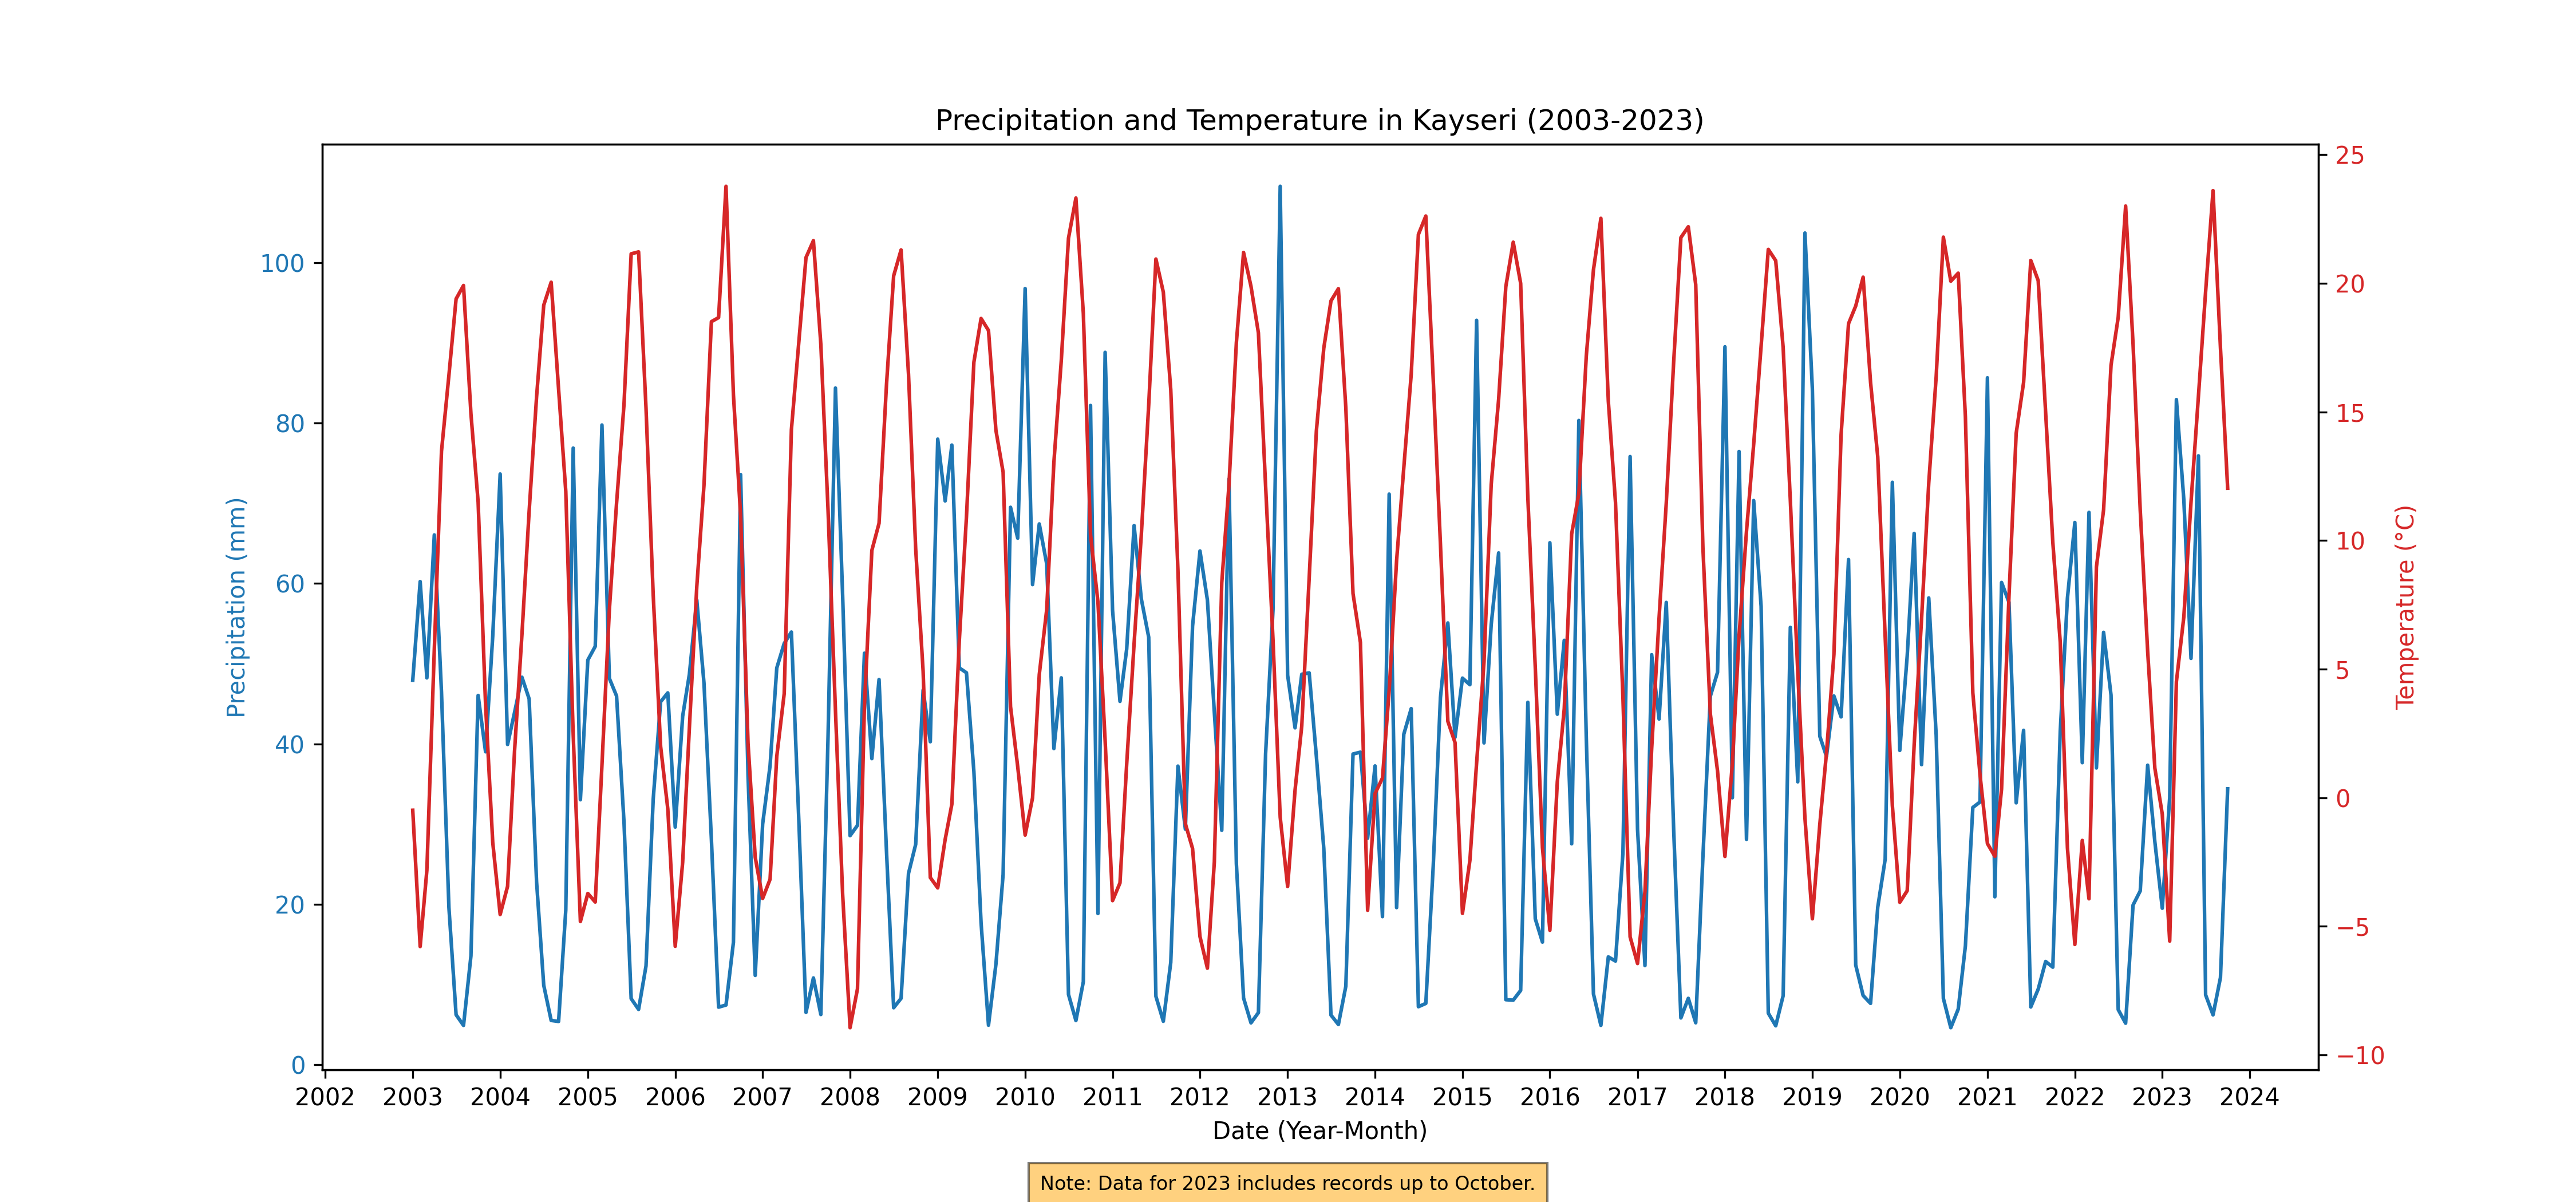 Precipitation and Temperature in Kayseri (2003-2023)
Precipitation (mm)
100
80
60
40
20
0
25
20
15
10
5
0
−5
−10
Temperature (°C)
2002 2003 2004 2005 2006 2007 2008 2009 2010 2011 2012 2013 2014 2015 2016 2017 2018 2019 2020 2021 2022 2023 2024
Date (Year-Month)
Note: Data for 2023 includes records up to October.